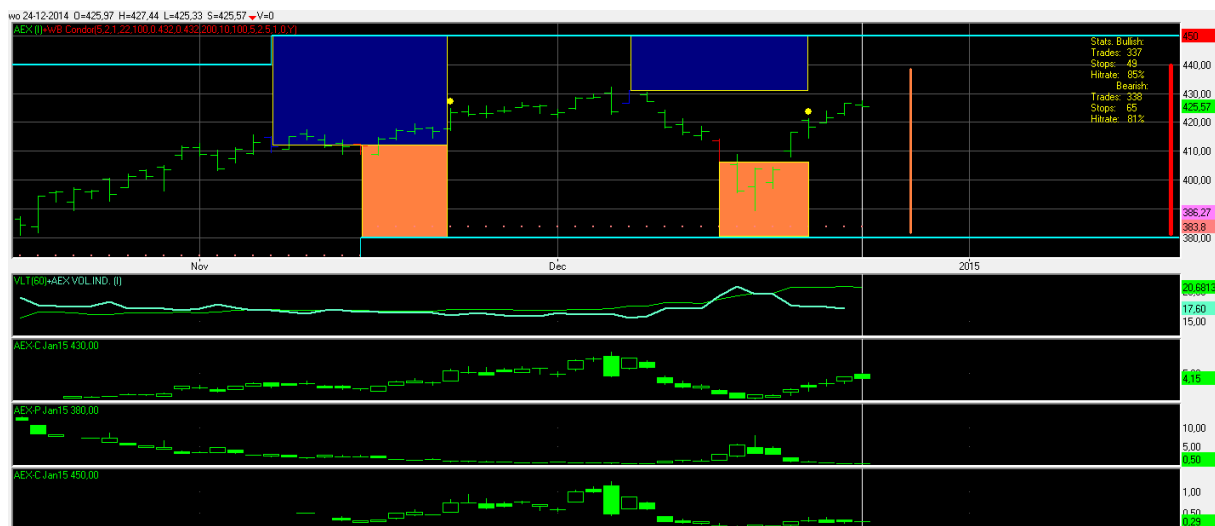 wo 24-12-2014 O=425,97 H=427,44 L=425,33 S=425,57 V=0
AEX (I)+WB Condor(5.2,1,22,100,0.432,0.432,200,10,100,5,2.5,1,0,Y)
Stats. Bullish:
Trades: 337
Stops: 49
Hitrate: 85%
Bearish:
Trades: 338
Stops: 65
Hitrate: 81%
450
440,00
430,00
425,57
420,00
410,00
400,00
386,27
383,8
380,00
Nov
Dec
2015
VLT(60)+AEX VOL.IND. (I)
20,6813
17,60
15,00
AEX-C Jan15 430,00
4,15
AEX-P Jan15 380,00
10,00
5,00
0,50
AEX-C Jan15 450,00
1,00
0,50
0,29